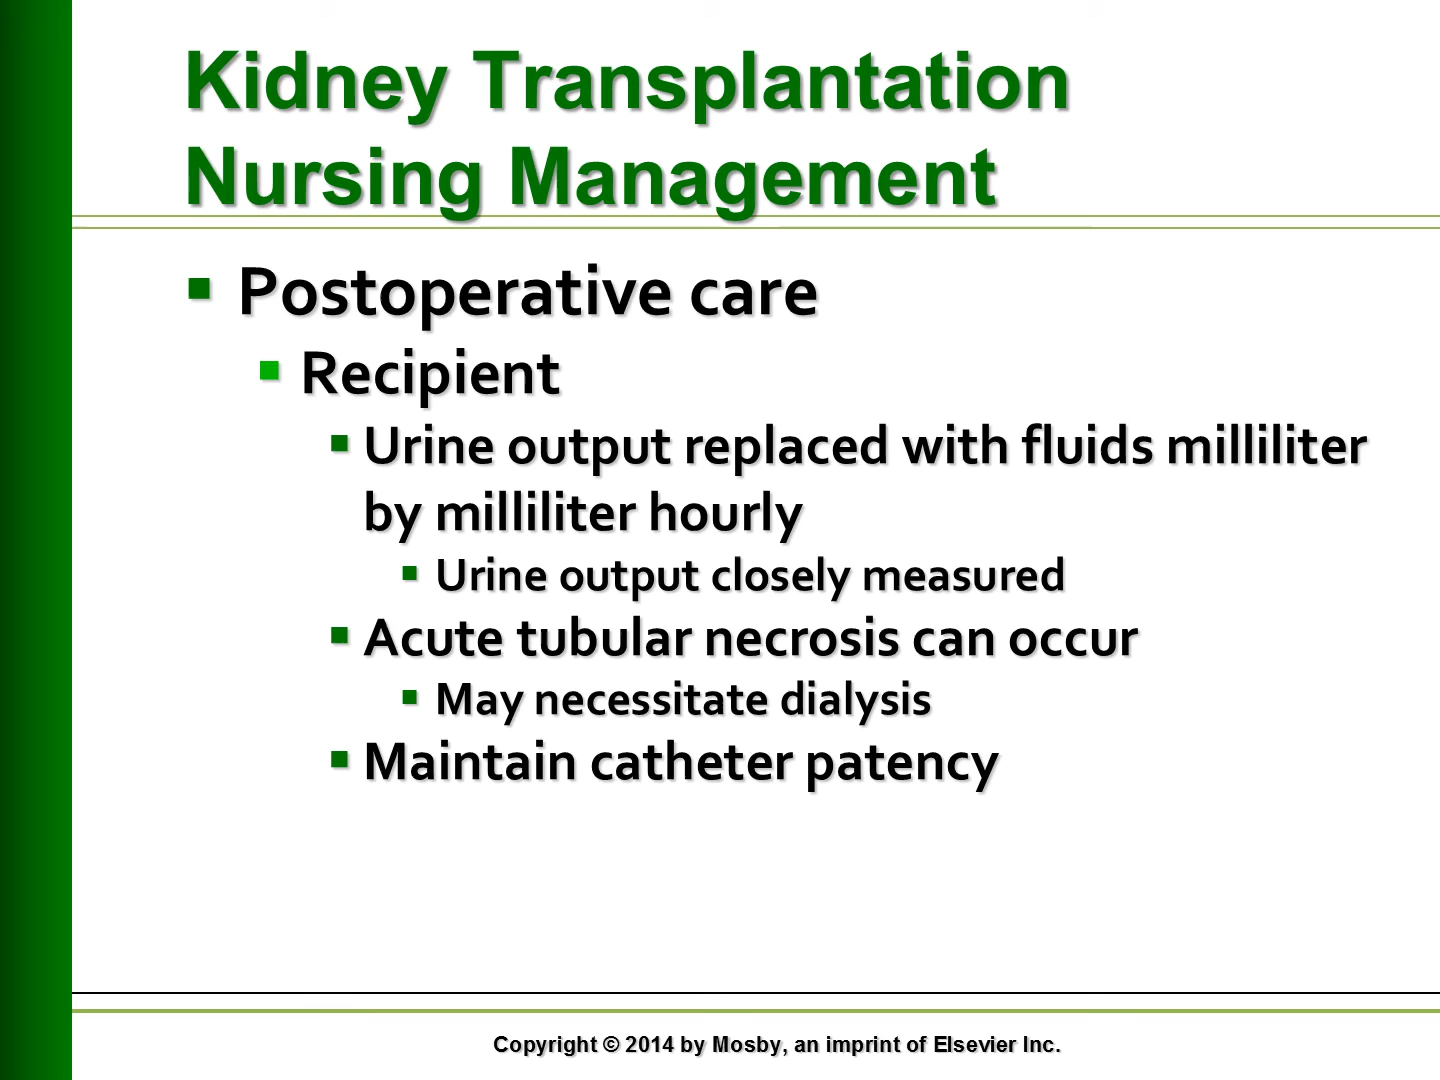 Kidney Transplantation
Nursing Management
Postoperative care
Recipient
Urine output replaced with fluids milliliter
by milliliter hourly
Urine output closely measured
Acute tubular necrosis can occur
May necessitate dialysis
Maintain catheter patency
Copyright © 2014 by Mosby, an imprint of Elsevier Inc.